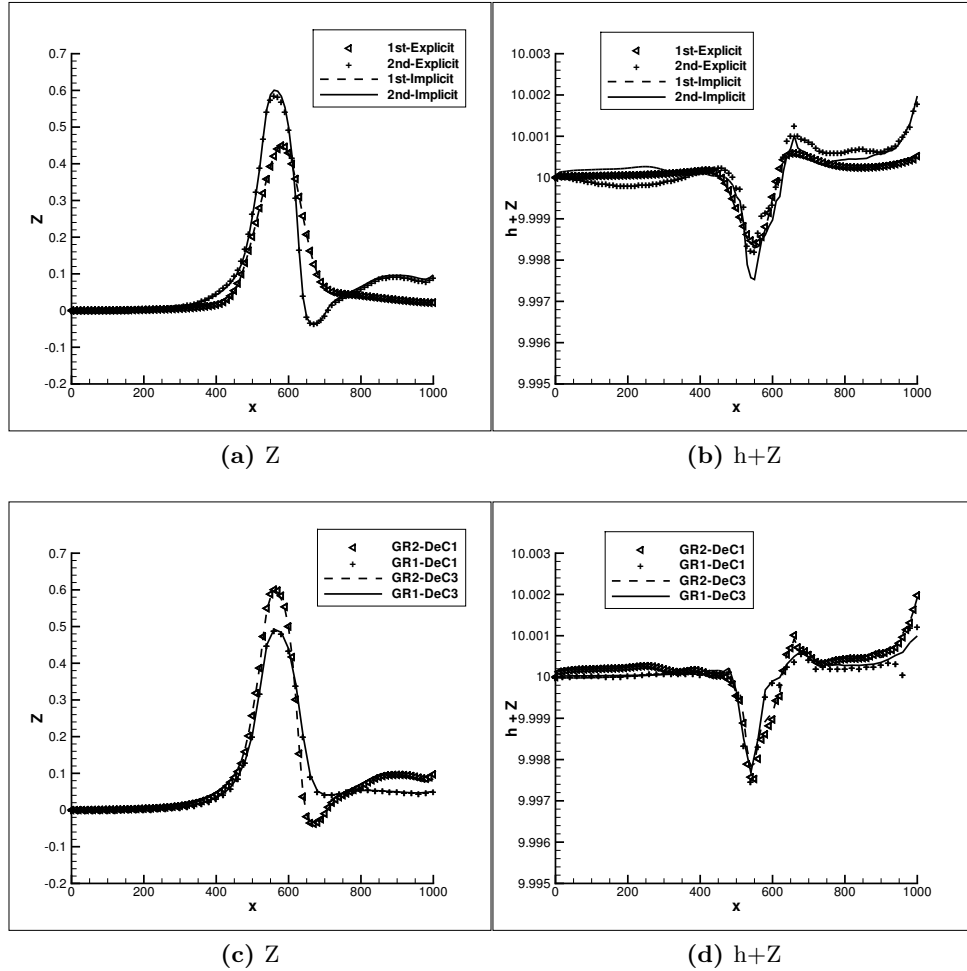 1st-Explicit
2nd-Explicit
1st-Implicit
2nd-Implicit
Z
0.7
0.6
0.5
0.4
0.3
0.2
0.1
0
-0.1
-0.2
0 200 400 600 800 1000
x
(a) Z
1st-Explicit
2nd-Explicit
1st-Implicit
2nd-Implicit
h + Z
10.003
10.002
10.001
10
9.999
9.998
9.997
9.996
9.995
0 200 400 600 800 1000
x
(b) h+Z
GR2-DeC1
GR1-DeC1
GR2-DeC3
GR1-DeC3
Z
0.7
0.6
0.5
0.4
0.3
0.2
0.1
0
-0.1
-0.2
0 200 400 600 800 1000
x
(c) Z
GR2-DeC1
GR1-DeC1
GR2-DeC3
GR1-DeC3
h + Z
10.003
10.002
10.001
10
9.999
9.998
9.997
9.996
9.995
0 200 400 600 800 1000
x
(d) h+Z